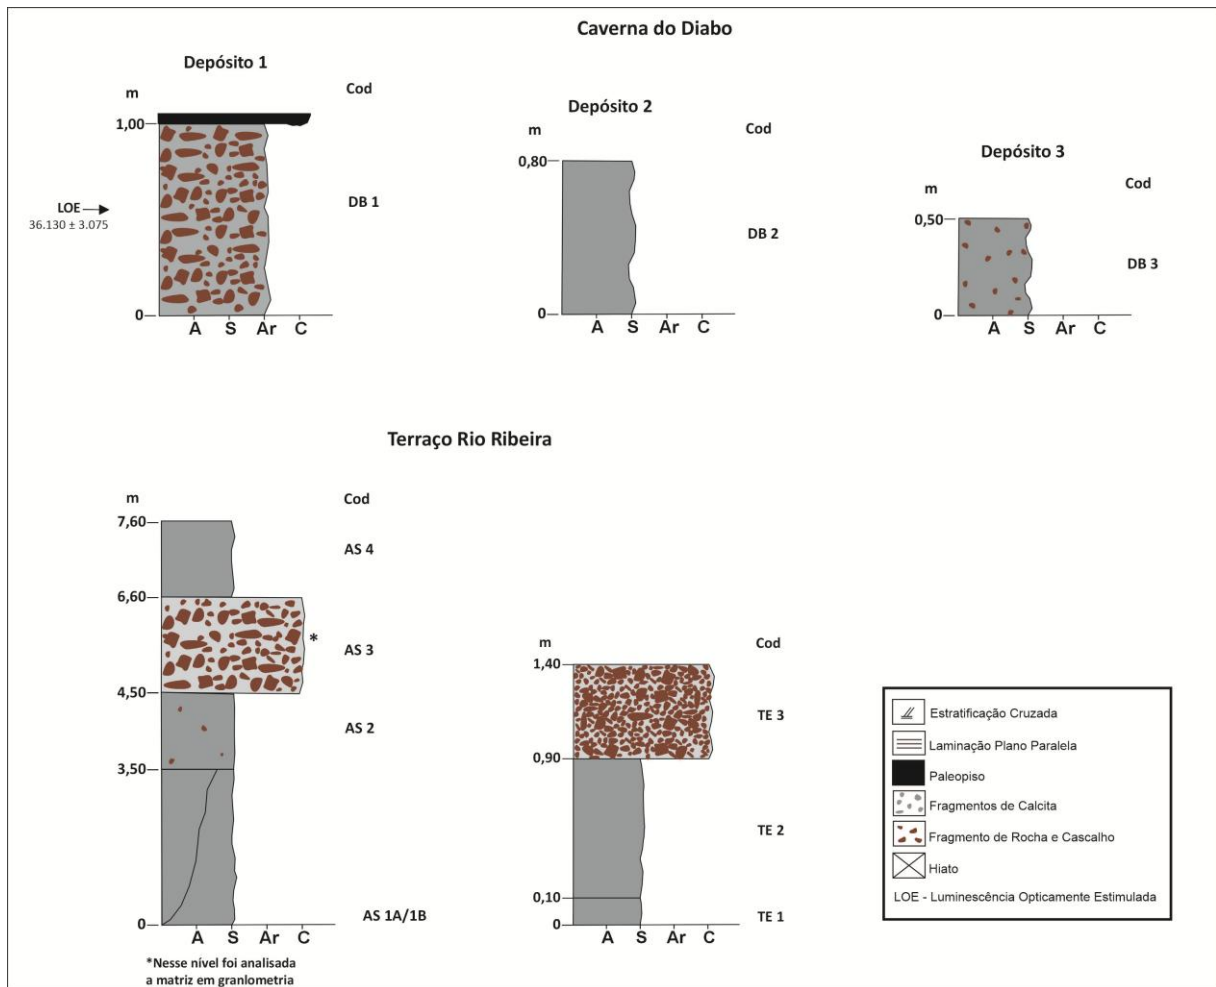 Caverna do Diabo
Depósito 1
m
Cod
1,00
LOE
36.130 ± 3.075
DB 1
0
A S Ar C
Depósito 2
m
Cod
0,80
DB 2
0
A S Ar C
Depósito 3
m
Cod
0,50
DB 3
0
A S Ar C
Terraço Rio Ribeira
m
Cod
7,60
AS 4
6,60
*
AS 3
4,50
AS 2
3,50
AS 1A/1B
0
A S Ar C
*Nesse nível foi analisada
a matriz em granlometria
m
Cod
1,40
TE 3
0,90
TE 2
0,10
TE 1
0
A S Ar C
Estratificação Cruzada
Laminação Plano Paralela
Paleopiso
Fragmentos de Calcita
Fragmento de Rocha e Cascalho
Hiato
LOE - Luminescência Opticamente Estimulada